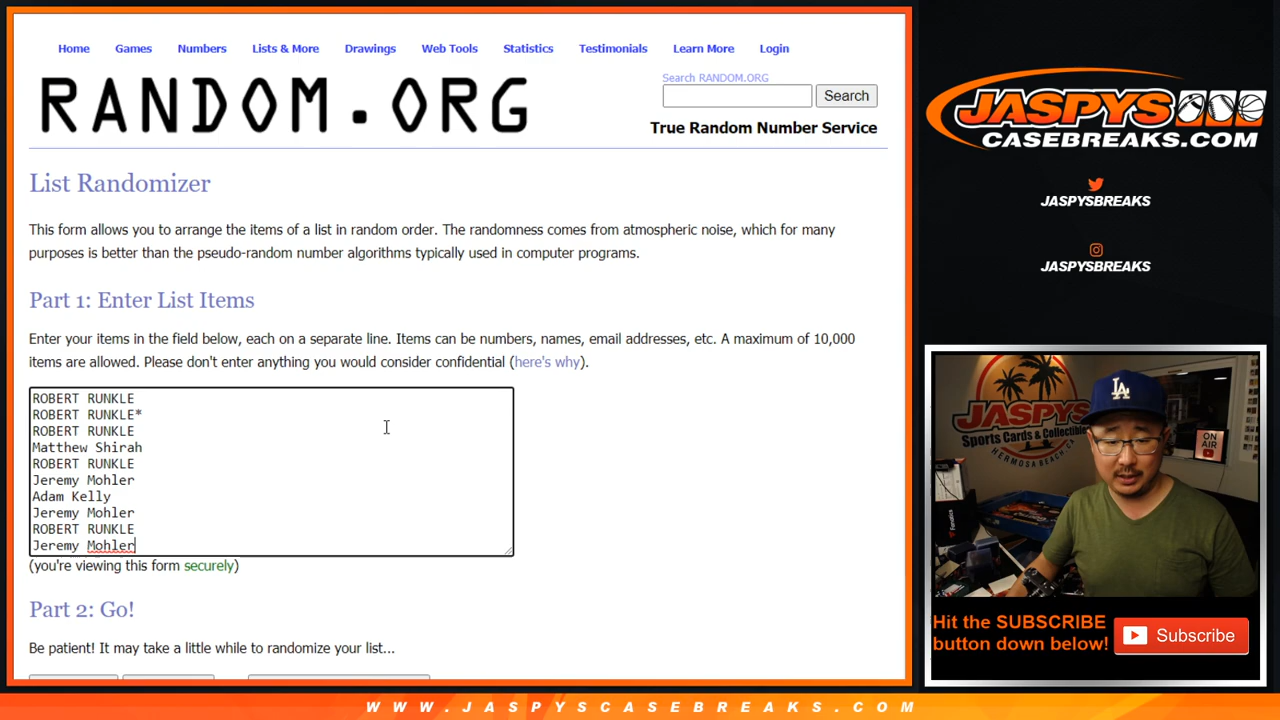 Home Games Numbers Lists & More Drawings Web Tools Statistics Testimonials Learn More Login
RANDOM.ORG
Search RANDOM.ORG
Search
True Random Number Service
List Randomizer
This form allows you to arrange the items of a list in random order. The randomness comes from atmospheric noise, which for many
purposes is better than the pseudo-random number algorithms typically used in computer programs.
Part 1: Enter List Items
Enter your items in the field below, each on a separate line. Items can be numbers, names, email addresses, etc. A maximum of 10,000
items are allowed. Please don't enter anything you would consider confidential (here's why).
ROBERT RUNKLE
ROBERT RUNKLE*
ROBERT RUNKLE
Matthew Shirah
ROBERT RUNKLE
Jeremy Mohler
Adam Kelly
Jeremy Mohler
ROBERT RUNKLE
Jeremy Mohler
(you're viewing this form securely)
Part 2: Go!
Be patient! It may take a little while to randomize your list...
JASPYS
CASEBREAKS.COM
JASPYSBREAKS
JASPYSBREAKS
JASPYS
Sports Cards & Collectibles
HERMOSA BEACH, CA
ON AIR
LA
Fanatics
Hit the SUBSCRIBE
button down below!
Subscribe
WWW.JASPYSCASEBREAKS.COM